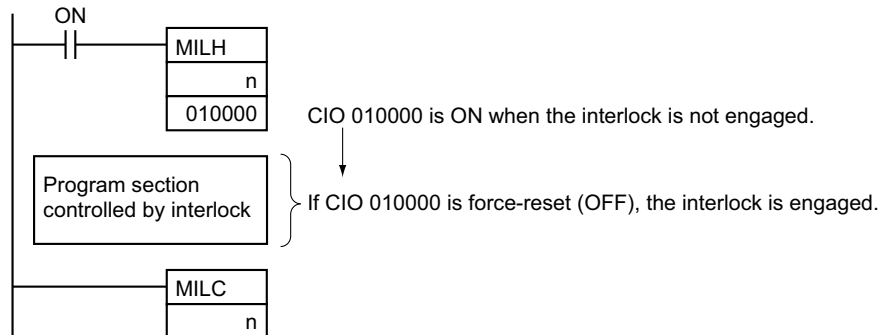 ON
MILH
n
010000
CIO 010000 is ON when the interlock is not engaged.
Program section
controlled by interlock
If CIO 010000 is force-reset (OFF), the interlock is engaged.
MILC
n